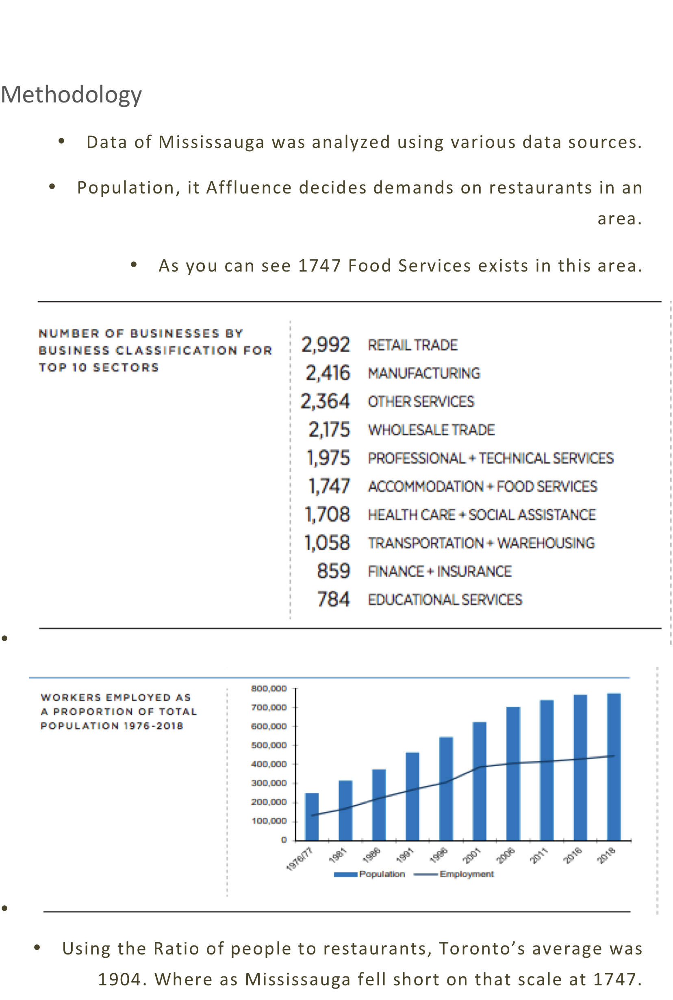 Methodology
• Data of Mississauga was analyzed using various data sources.
• Population, it Affluence decides demands on restaurants in an
area.
• As you can see 1747 Food Services exists in this area.
NUMBER OF BUSINESSES BY
BUSINESS CLASSIFICATION FOR
TOP 10 SECTORS
2,992 RETAIL TRADE
2,416 MANUFACTURING
2,364 OTHER SERVICES
2,175 WHOLESALE TRADE
1,975 PROFESSIONAL + TECHNICAL SERVICES
1,747 ACCOMMODATION + FOOD SERVICES
1,708 HEALTH CARE + SOCIAL ASSISTANCE
1,058 TRANSPORTATION + WAREHOUSING
859 FINANCE + INSURANCE
784 EDUCATIONAL SERVICES
•
WORKERS EMPLOYED AS
A PROPORTION OF TOTAL
POPULATION 1976-2018
800,000
700,000
600,000
500,000
400,000
300,000
200,000
100,000
0
1976/77 1981 1986 1991 1996 2001 2006 2011 2016 2018
Population Employment
•
• Using the Ratio of people to restaurants, Toronto’s average was
1904. Where as Mississauga fell short on that scale at 1747.